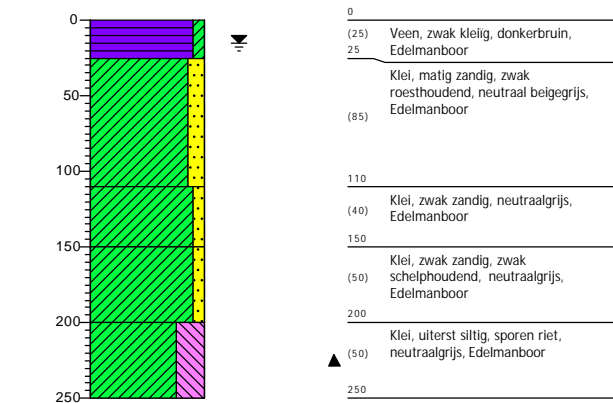 0
50
100
150
200
250
0
(25)
25
Veen, zwak kleiïg, donkerbruin,
Edelmanboor
(85)
Klei, matig zandig, zwak
roesthoudend, neutraal beigegrijs,
Edelmanboor
110
(40)
Klei, zwak zandig, neutraalgrijs,
Edelmanboor
150
(50)
Klei, zwak zandig, zwak
schelphoudend, neutraalgrijs,
Edelmanboor
200
(50)
Klei, uiterst siltig, sporen riet,
neutraalgrijs, Edelmanboor
250